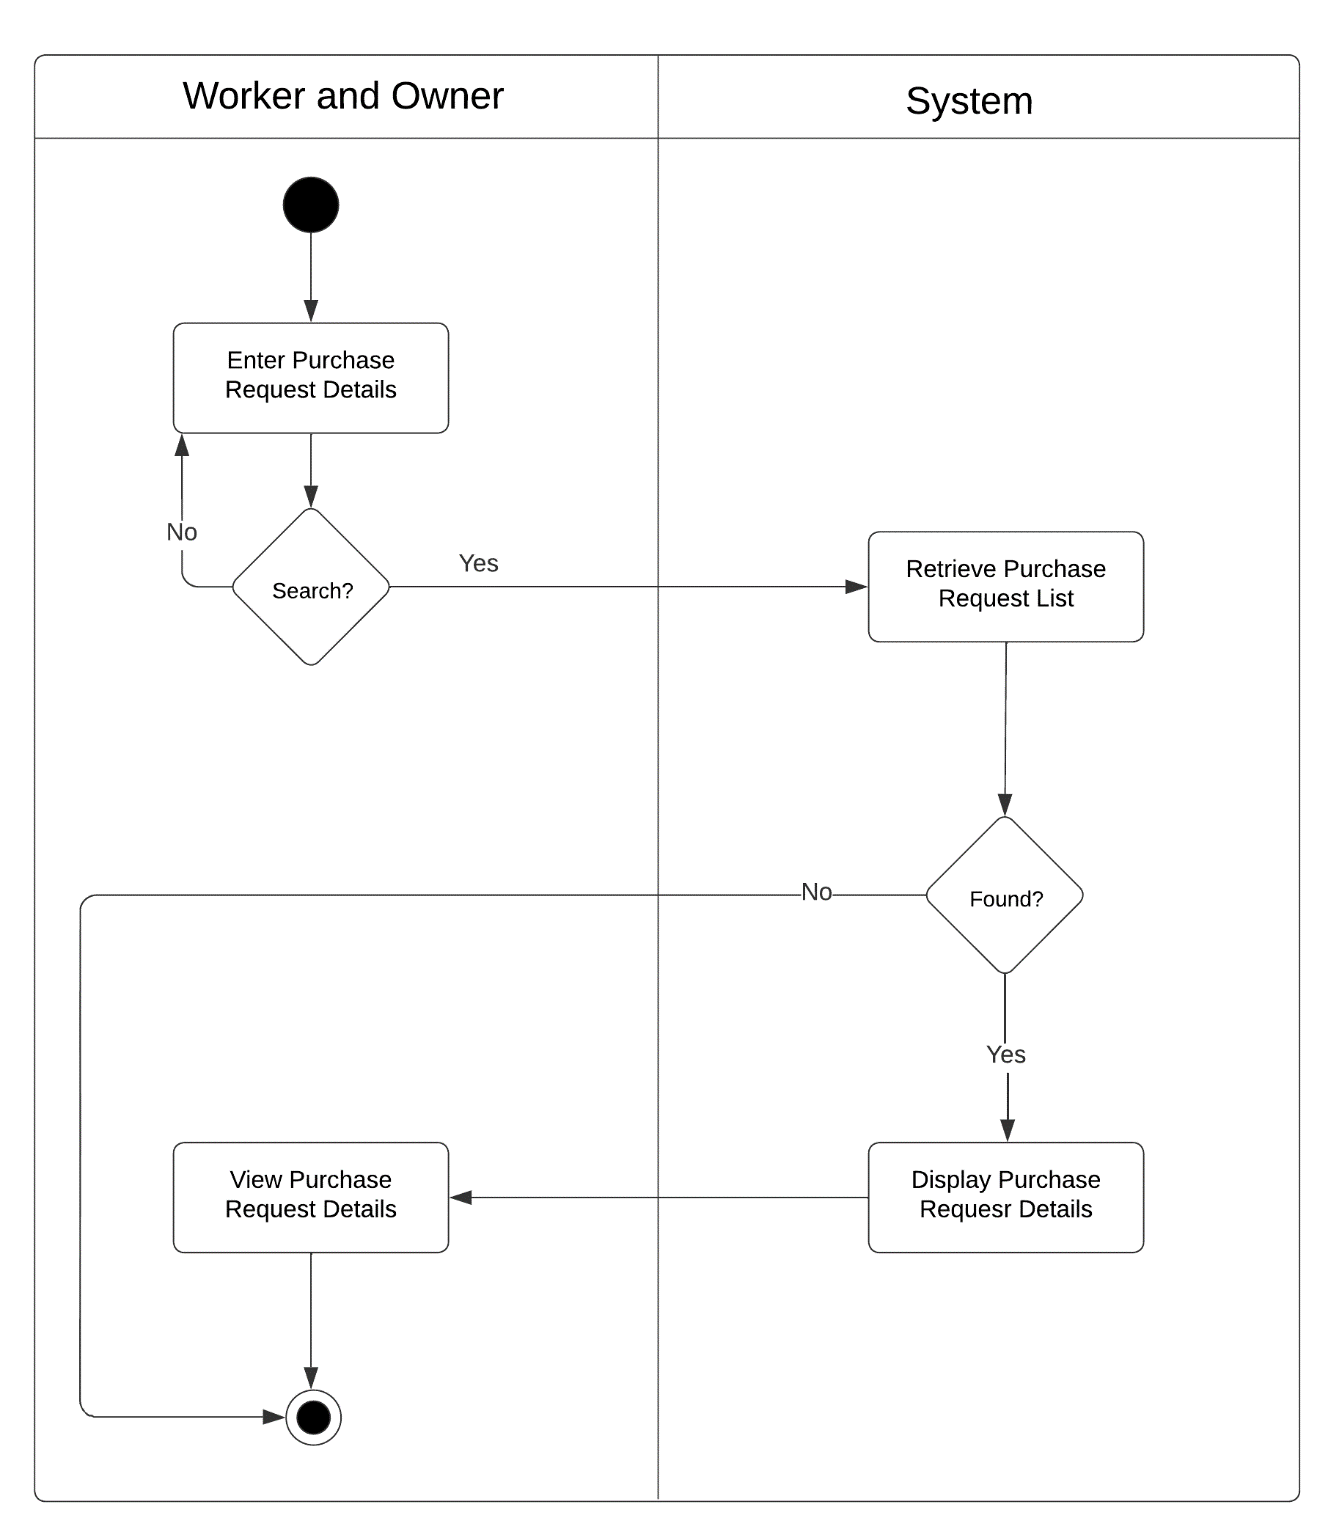 Worker and Owner
System
Enter Purchase
Request Details
No
Search?
Yes
Retrieve Purchase
Request List
No
Found?
Yes
View Purchase
Request Details
Display Purchase
Requesr Details